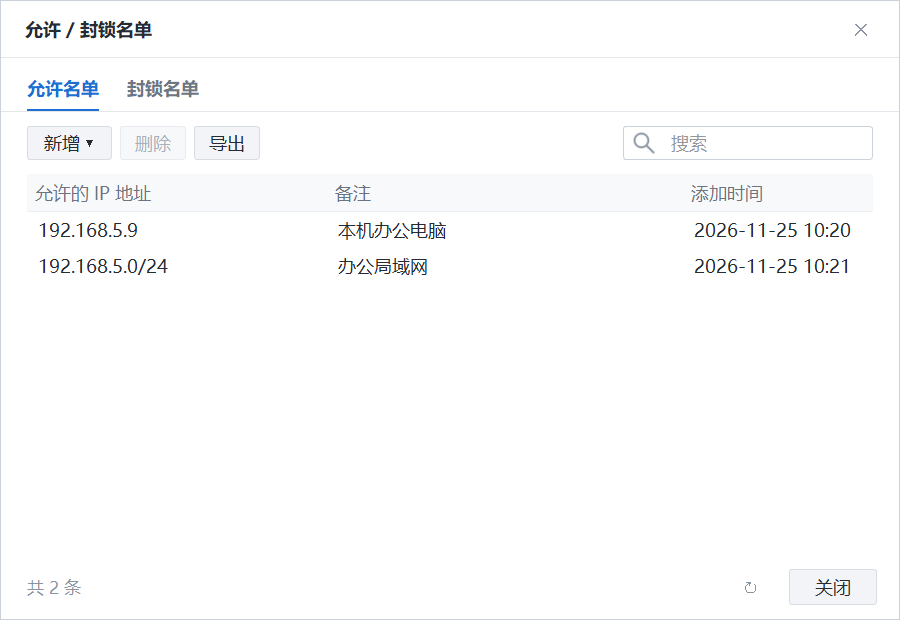 允许 / 封锁名单
允许名单 封锁名单
新增 ▾ 删除 导出 搜索
允许的 IP 地址 备注 添加时间
192.168.5.9 本机办公电脑 2026-11-25 10:20
192.168.5.0/24 办公局域网 2026-11-25 10:21
共 2 条 关闭